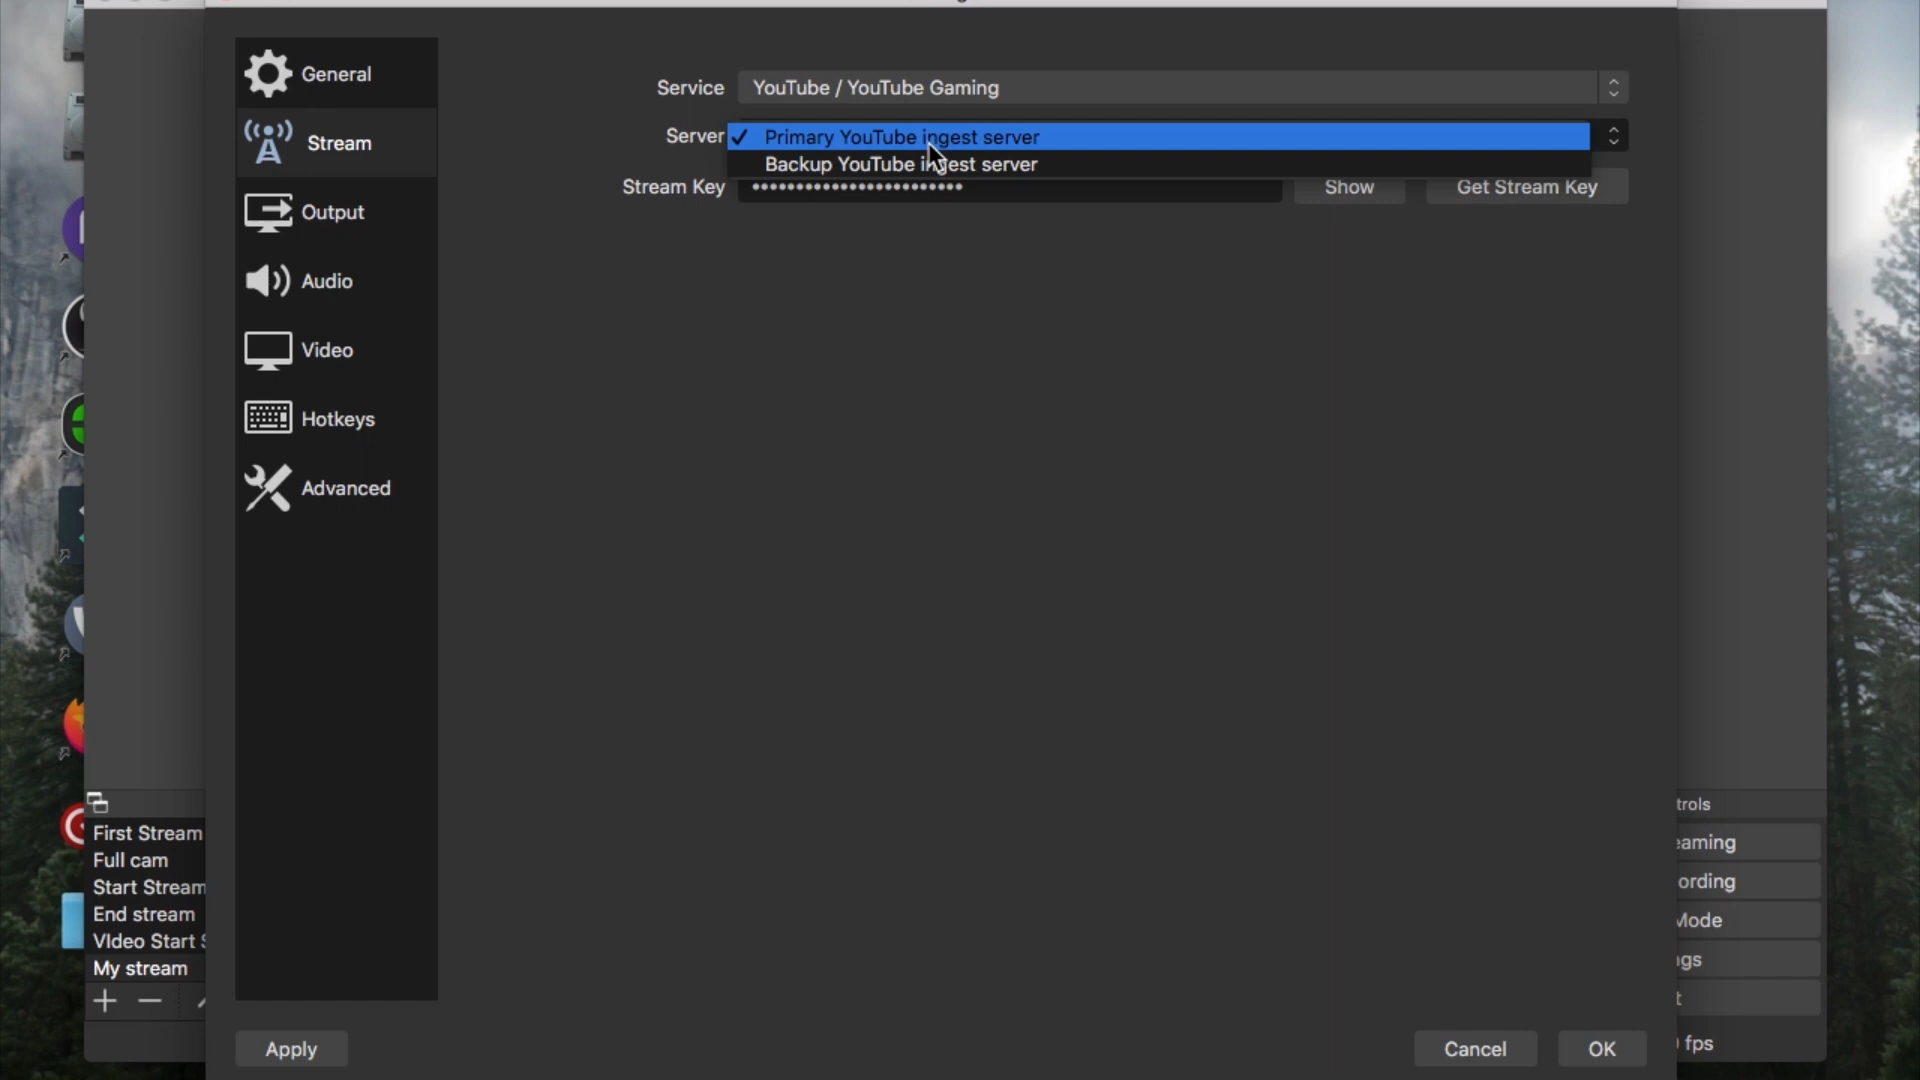 General
Stream
Output
Audio
Video
Hotkeys
Advanced
Service YouTube / YouTube Gaming
Server ✓ Primary YouTube ingest server
Backup YouTube ingest server
Stream Key •••••••••••••••••••••••• Show Get Stream Key
First Stream
Full cam
Start Stream
End stream
VIdeo Start S
My stream
trols
eaming
ording
Mode
gs
t
fps
Apply
Cancel
OK